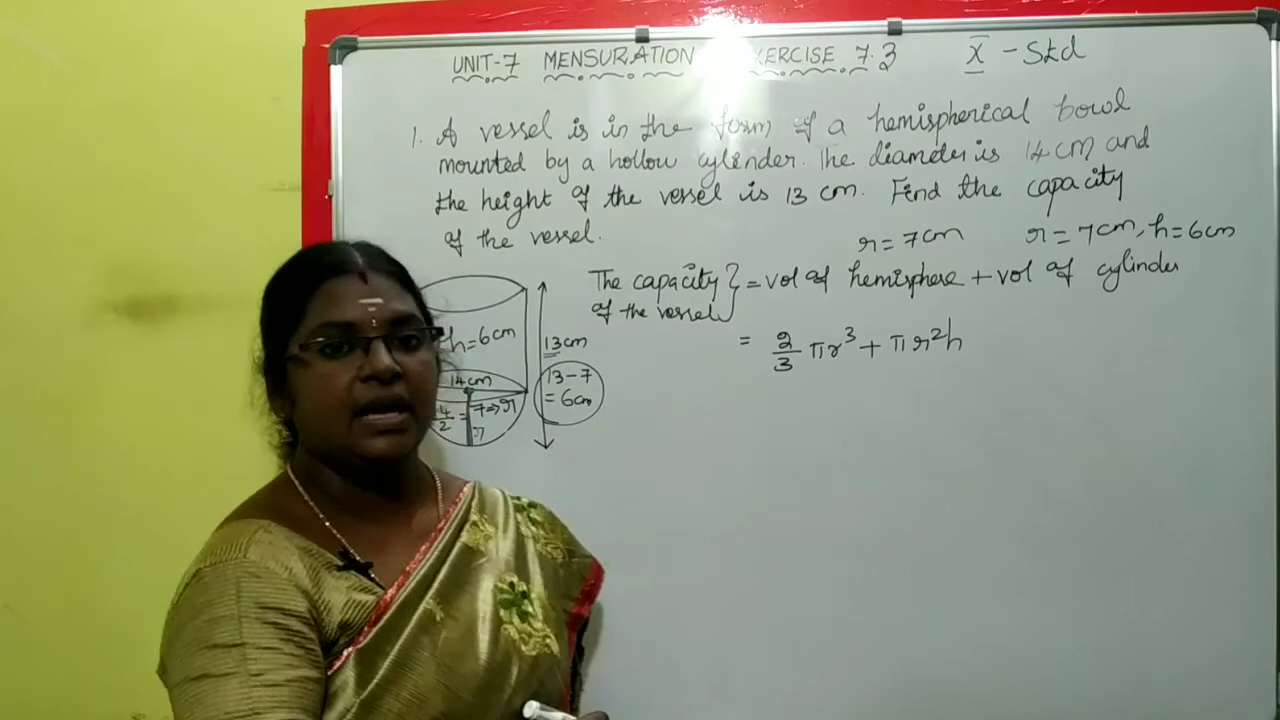 UNIT-7 MENSURATION EXERCISE 7.3 X - Std
1. A vessel is in the form of a hemispherical bowl
mounted by a hollow cylinder. The diameter is 14 cm and
the height of the vessel is 13 cm. Find the capacity
of the vessel.
r = 7cm r = 7cm, h = 6cm
The capacity } = vol of hemisphere + vol of cylinder
of the vessel
= 2/3 πr³ + πr²h
h = 6cm
13cm
14cm
13-7
= 6cm
4/2 = 7 => r
r